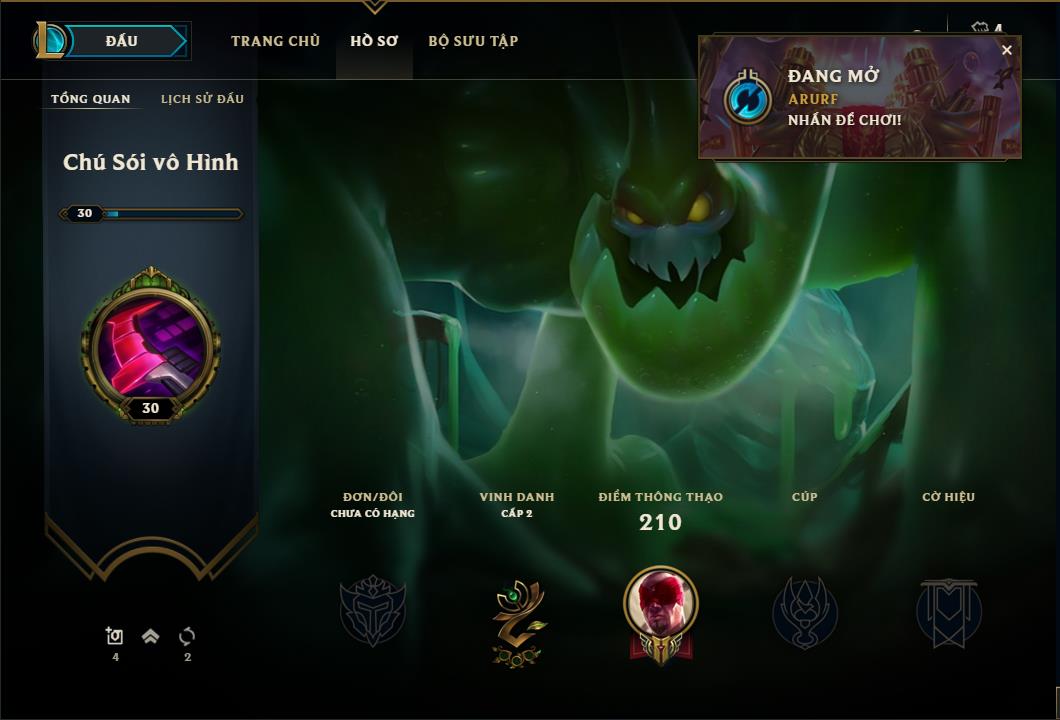 ĐẤU
TRANG CHỦ
HỒ SƠ
BỘ SƯU TẬP
4
ĐANG MỞ
ARURF
NHẤN ĐỂ CHƠI!
TỔNG QUAN
LỊCH SỬ ĐẤU
Chú Sói vô Hình
30
30
ĐƠN/ĐÔI
CHƯA CÓ HẠNG
VINH DANH
CẤP 2
ĐIỂM THÔNG THẠO
210
CÚP
CỜ HIỆU
4
2